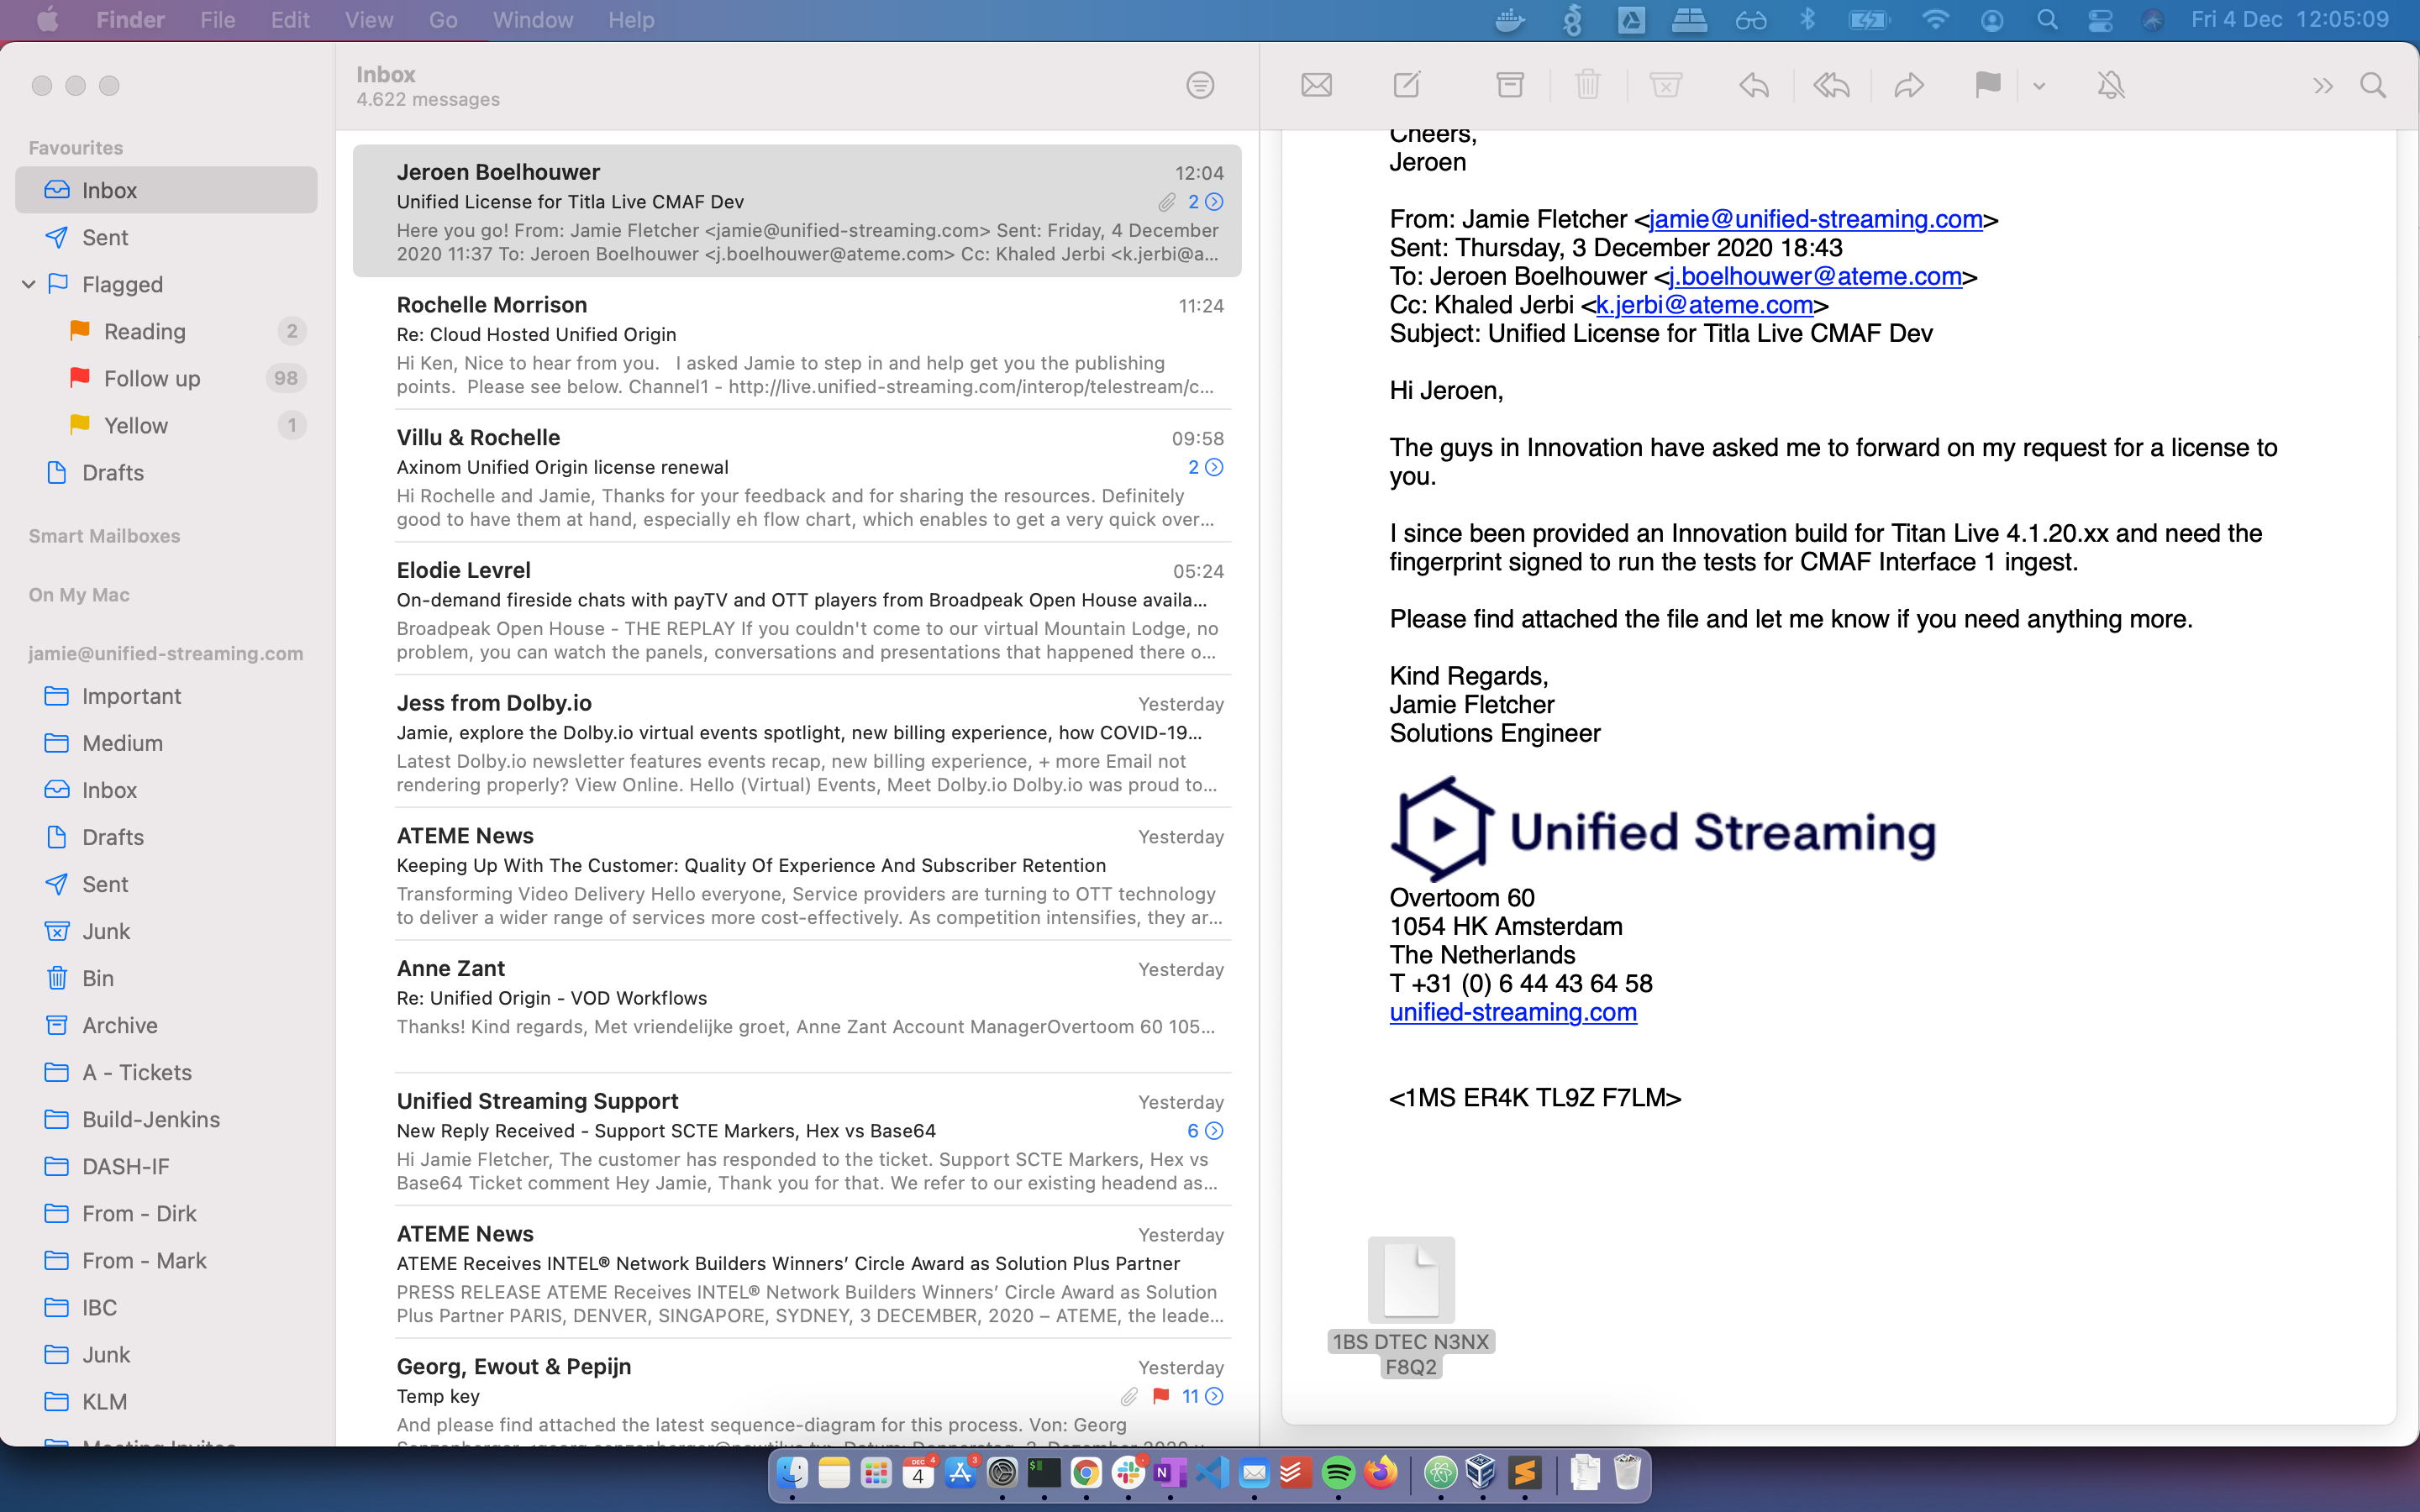 Finder File Edit View Go Window Help
Fri 4 Dec 12:05:09
Inbox
4.622 messages
Favourites
Inbox
Sent
Flagged
Reading 2
Follow up 98
Yellow 1
Drafts
Smart Mailboxes
On My Mac
jamie@unified-streaming.com
Important
Medium
Inbox
Drafts
Sent
Junk
Bin
Archive
A - Tickets
Build-Jenkins
DASH-IF
From - Dirk
From - Mark
IBC
Junk
KLM
Meeting Invites
Jeroen Boelhouwer 12:04
Unified License for Titla Live CMAF Dev 2
Here you go! From: Jamie Fletcher <jamie@unified-streaming.com> Sent: Friday, 4 December
2020 11:37 To: Jeroen Boelhouwer <j.boelhouwer@ateme.com> Cc: Khaled Jerbi <k.jerbi@a...
Rochelle Morrison 11:24
Re: Cloud Hosted Unified Origin
Hi Ken, Nice to hear from you. I asked Jamie to step in and help get you the publishing
points. Please see below. Channel1 - http://live.unified-streaming.com/interop/telestream/c...
Villu & Rochelle 09:58
Axinom Unified Origin license renewal 2
Hi Rochelle and Jamie, Thanks for your feedback and for sharing the resources. Definitely
good to have them at hand, especially eh flow chart, which enables to get a very quick over...
Elodie Levrel 05:24
On-demand fireside chats with payTV and OTT players from Broadpeak Open House availa...
Broadpeak Open House - THE REPLAY If you couldn't come to our virtual Mountain Lodge, no
problem, you can watch the panels, conversations and presentations that happened there o...
Jess from Dolby.io Yesterday
Jamie, explore the Dolby.io virtual events spotlight, new billing experience, how COVID-19...
Latest Dolby.io newsletter features events recap, new billing experience, + more Email not
rendering properly? View Online. Hello (Virtual) Events, Meet Dolby.io Dolby.io was proud to...
ATEME News Yesterday
Keeping Up With The Customer: Quality Of Experience And Subscriber Retention
Transforming Video Delivery Hello everyone, Service providers are turning to OTT technology
to deliver a wider range of services more cost-effectively. As competition intensifies, they ar...
Anne Zant Yesterday
Re: Unified Origin - VOD Workflows
Thanks! Kind regards, Met vriendelijke groet, Anne Zant Account ManagerOvertoom 60 105...
Unified Streaming Support Yesterday
New Reply Received - Support SCTE Markers, Hex vs Base64 6
Hi Jamie Fletcher, The customer has responded to the ticket. Support SCTE Markers, Hex vs
Base64 Ticket comment Hey Jamie, Thank you for that. We refer to our existing headend as...
ATEME News Yesterday
ATEME Receives INTEL® Network Builders Winners' Circle Award as Solution Plus Partner
PRESS RELEASE ATEME Receives INTEL® Network Builders Winners' Circle Award as Solution
Plus Partner PARIS, DENVER, SINGAPORE, SYDNEY, 3 DECEMBER, 2020 – ATEME, the leade...
Georg, Ewout & Pepijn Yesterday
Temp key 11
And please find attached the latest sequence-diagram for this process. Von: Georg
Cheers,
Jeroen
From: Jamie Fletcher <jamie@unified-streaming.com>
Sent: Thursday, 3 December 2020 18:43
To: Jeroen Boelhouwer <j.boelhouwer@ateme.com>
Cc: Khaled Jerbi <k.jerbi@ateme.com>
Subject: Unified License for Titla Live CMAF Dev
Hi Jeroen,
The guys in Innovation have asked me to forward on my request for a license to
you.
I since been provided an Innovation build for Titan Live 4.1.20.xx and need the
fingerprint signed to run the tests for CMAF Interface 1 ingest.
Please find attached the file and let me know if you need anything more.
Kind Regards,
Jamie Fletcher
Solutions Engineer
Unified Streaming
Overtoom 60
1054 HK Amsterdam
The Netherlands
T +31 (0) 6 44 43 64 58
unified-streaming.com
<1MS ER4K TL9Z F7LM>
1BS DTEC N3NX
F8Q2
DEC 4
4
3
N